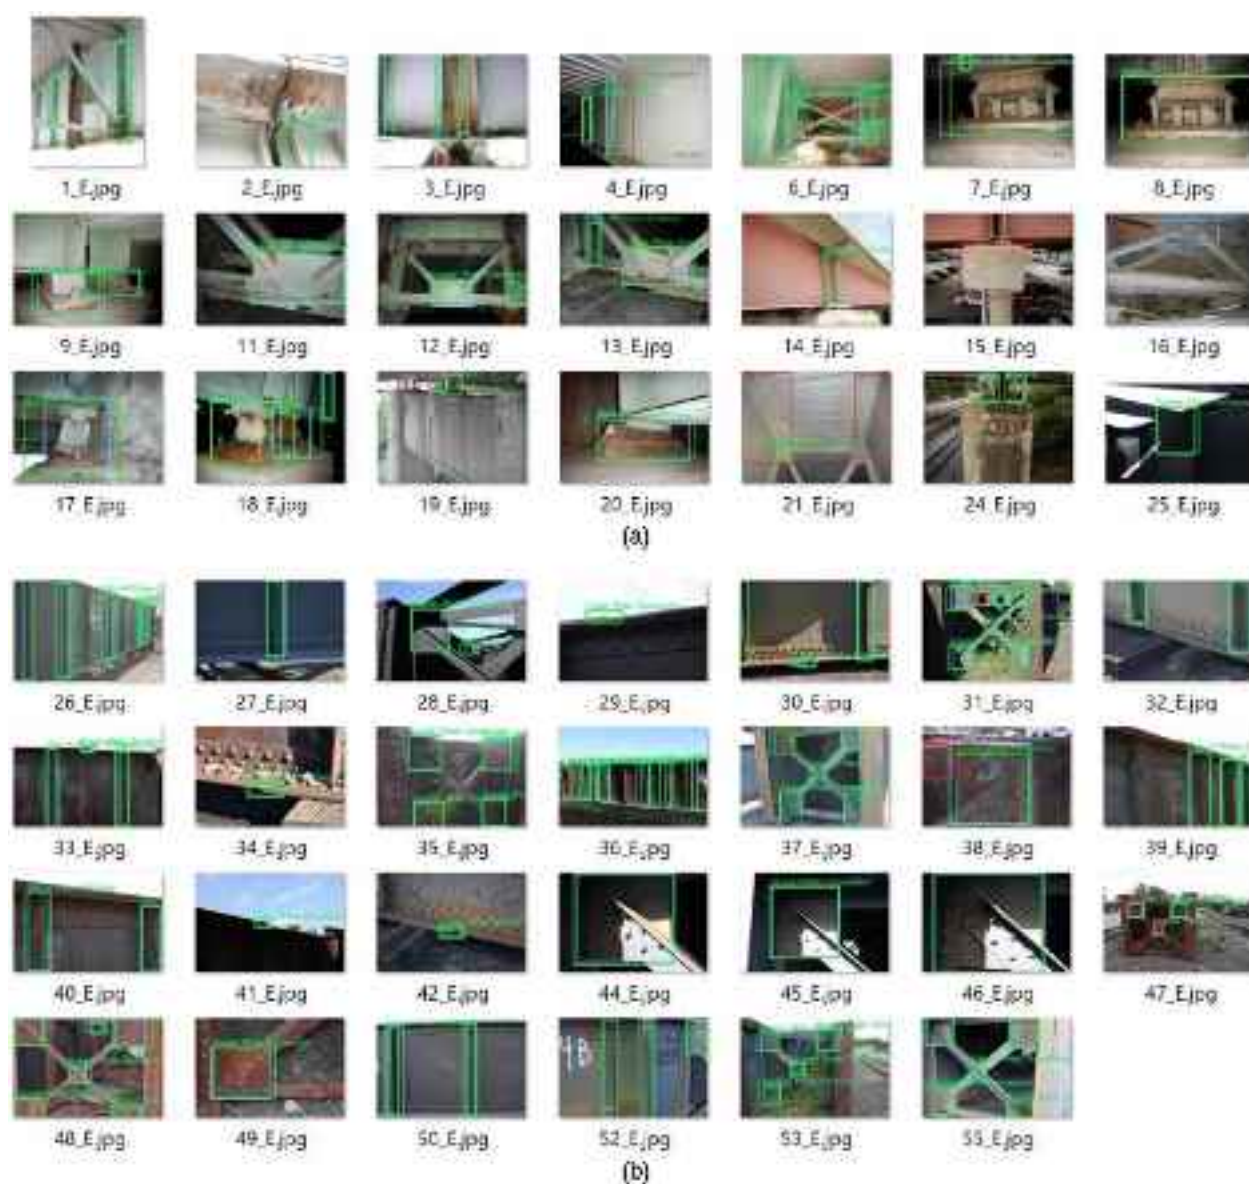 1_E.jpg 2_E.jpg 3_E.jpg 4_E.jpg 6_E.jpg 7_E.jpg 8_E.jpg
9_E.jpg 11_E.jpg 12_E.jpg 13_E.jpg 14_E.jpg 15_E.jpg 16_E.jpg
17_E.jpg 18_E.jpg 19_E.jpg 20_E.jpg 21_E.jpg 24_E.jpg 25_E.jpg
(a)
26_E.jpg 27_E.jpg 28_E.jpg 29_E.jpg 30_E.jpg 31_E.jpg 32_E.jpg
33_E.jpg 34_E.jpg 35_E.jpg 36_E.jpg 37_E.jpg 38_E.jpg 39_E.jpg
40_E.jpg 41_E.jpg 42_E.jpg 44_E.jpg 45_E.jpg 46_E.jpg 47_E.jpg
48_E.jpg 49_E.jpg 50_E.jpg 52_E.jpg 53_E.jpg 55_E.jpg
(b)